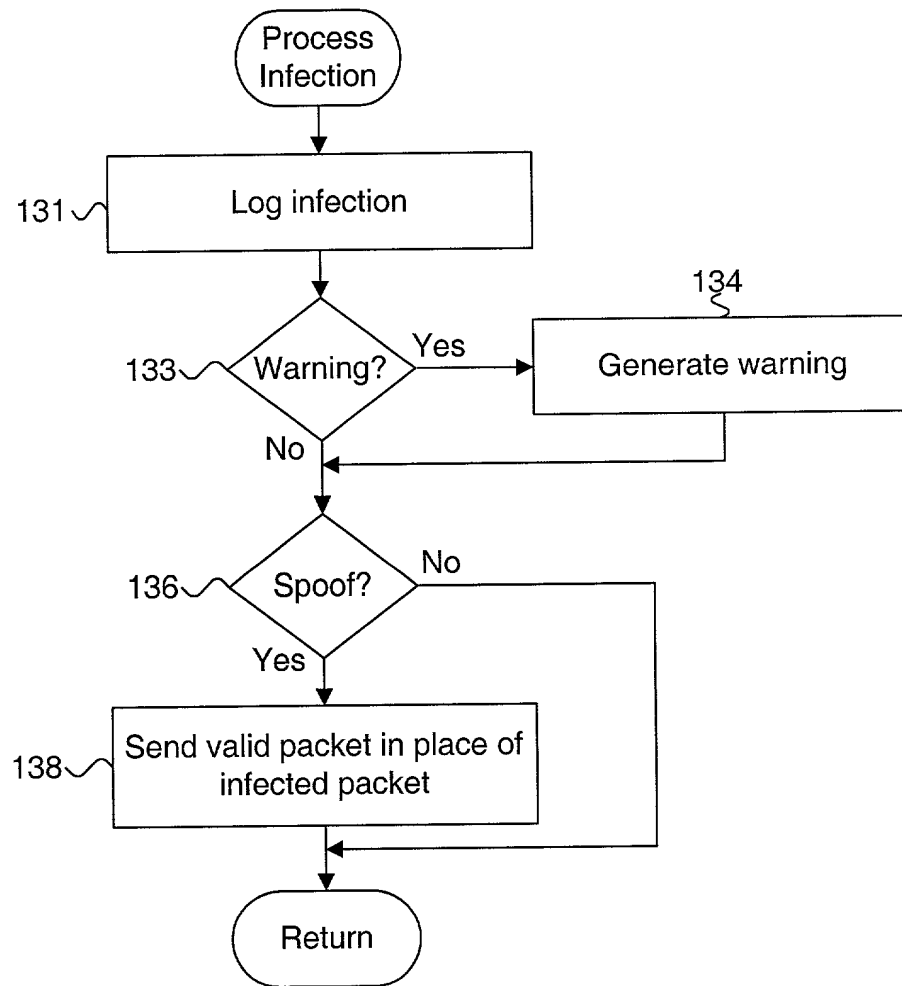 Process
Infection
131
Log infection
134
133
Warning?
Yes
Generate warning
No
136
Spoof?
No
Yes
138
Send valid packet in place of
infected packet
Return